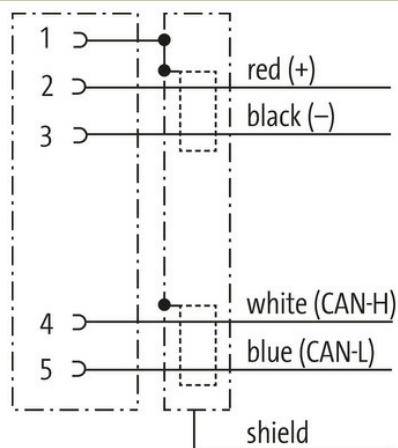 1
2 red (+)
3 black (–)
4 white (CAN-H)
5 blue (CAN-L)
shield